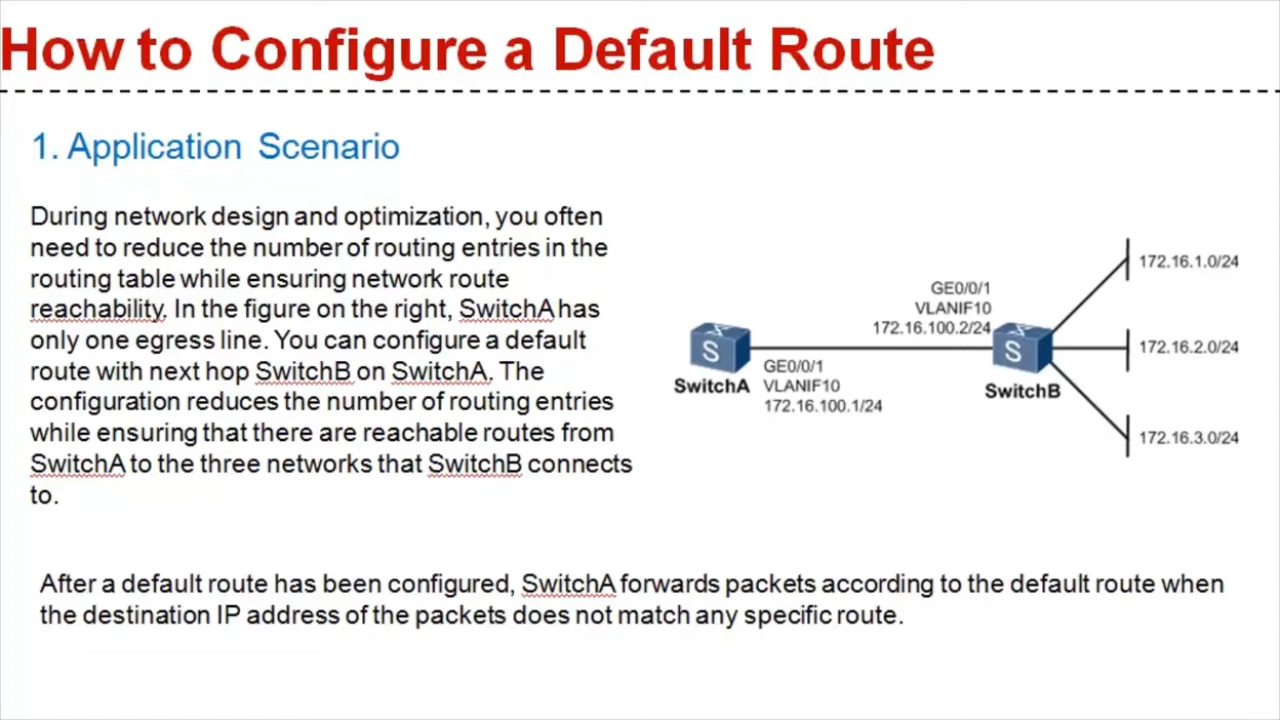 How to Configure a Default Route
1. Application Scenario
During network design and optimization, you often
need to reduce the number of routing entries in the
routing table while ensuring network route
reachability. In the figure on the right, SwitchA has
only one egress line. You can configure a default
route with next hop SwitchB on SwitchA. The
configuration reduces the number of routing entries
while ensuring that there are reachable routes from
SwitchA to the three networks that SwitchB connects
to.
S
SwitchA
GE0/0/1
VLANIF10
172.16.100.1/24
GE0/0/1
VLANIF10
172.16.100.2/24
S
SwitchB
172.16.1.0/24
172.16.2.0/24
172.16.3.0/24
After a default route has been configured, SwitchA forwards packets according to the default route when
the destination IP address of the packets does not match any specific route.